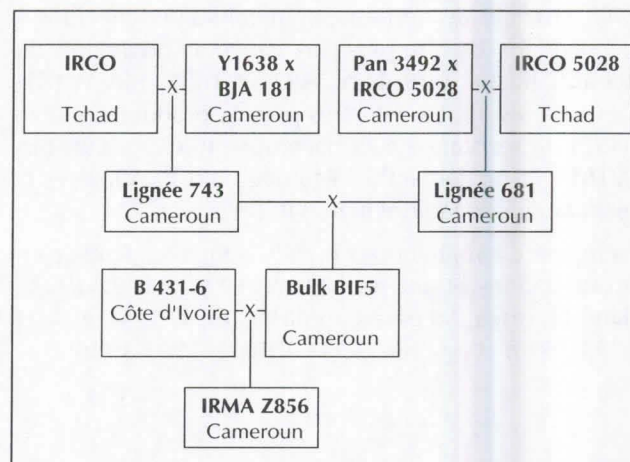 IRCO
Tchad
Y1638 x
BJA 181
Cameroun
Pan 3492 x
IRCO 5028
Cameroun
IRCO 5028
Tchad
X
X
Lignée 743
Cameroun
X
Lignée 681
Cameroun
B 431-6
Côte d'Ivoire
X
Bulk BIF5
Cameroun
IRMA Z856
Cameroun